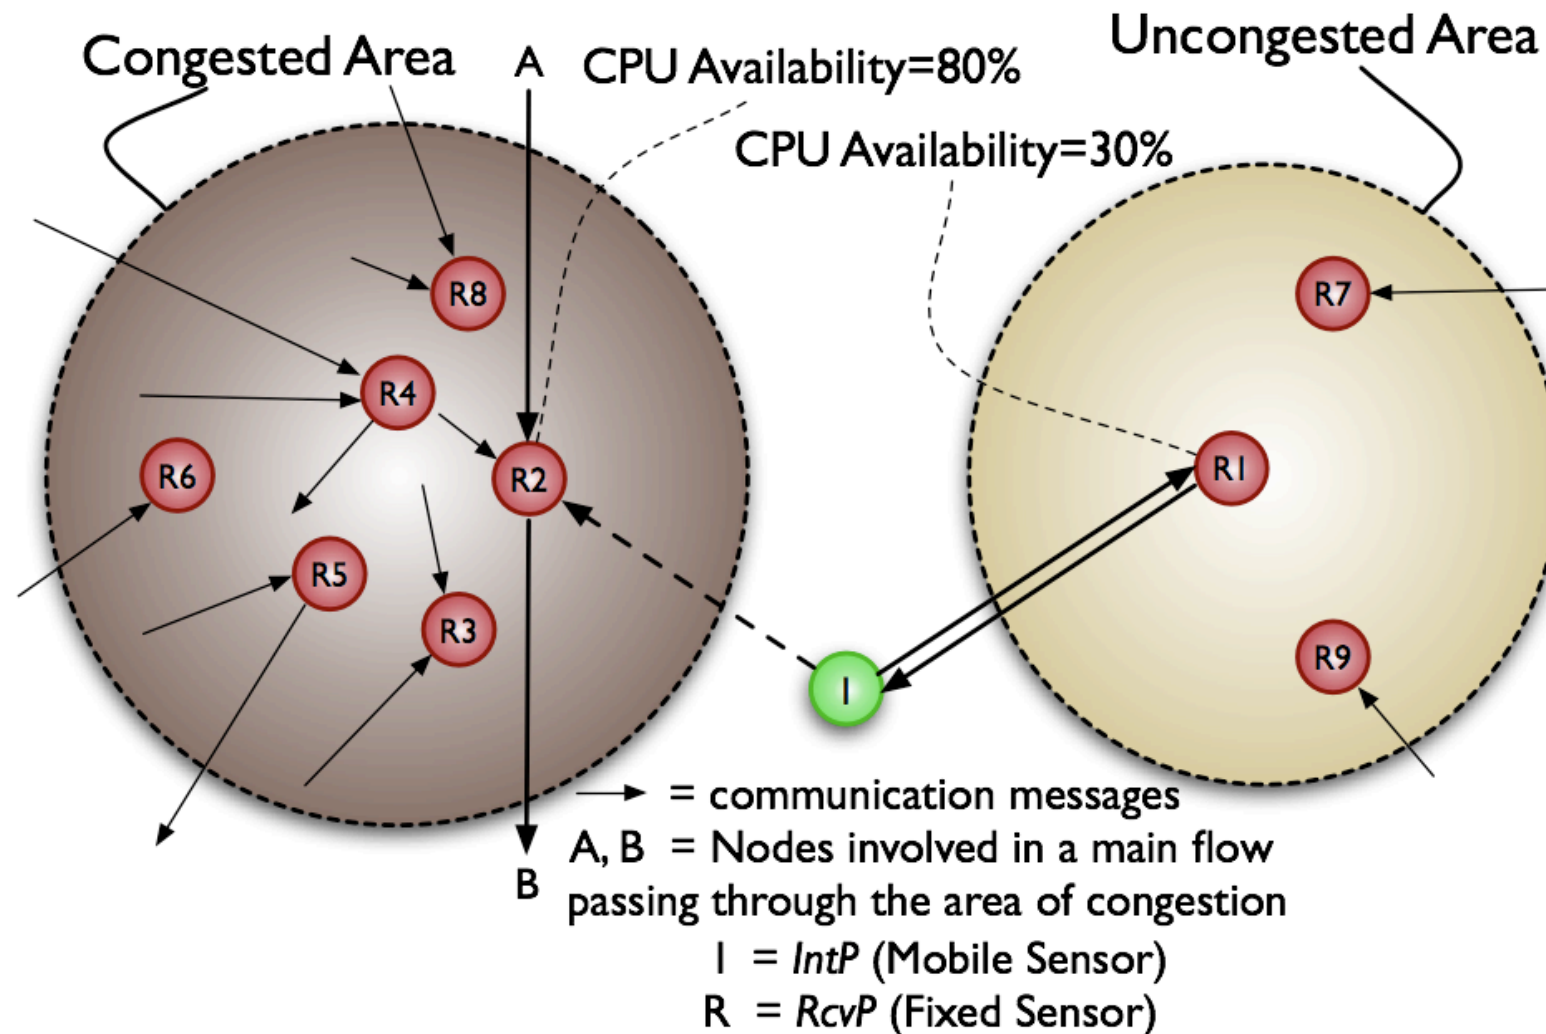 Congested Area
A
CPU Availability=80%
Uncongested Area
CPU Availability=30%
R8
R7
R4
R6
R2
R1
R5
R3
R9
I
= communication messages
A, B = Nodes involved in a main flow
B
passing through the area of congestion
I = IntP (Mobile Sensor)
R = RcvP (Fixed Sensor)